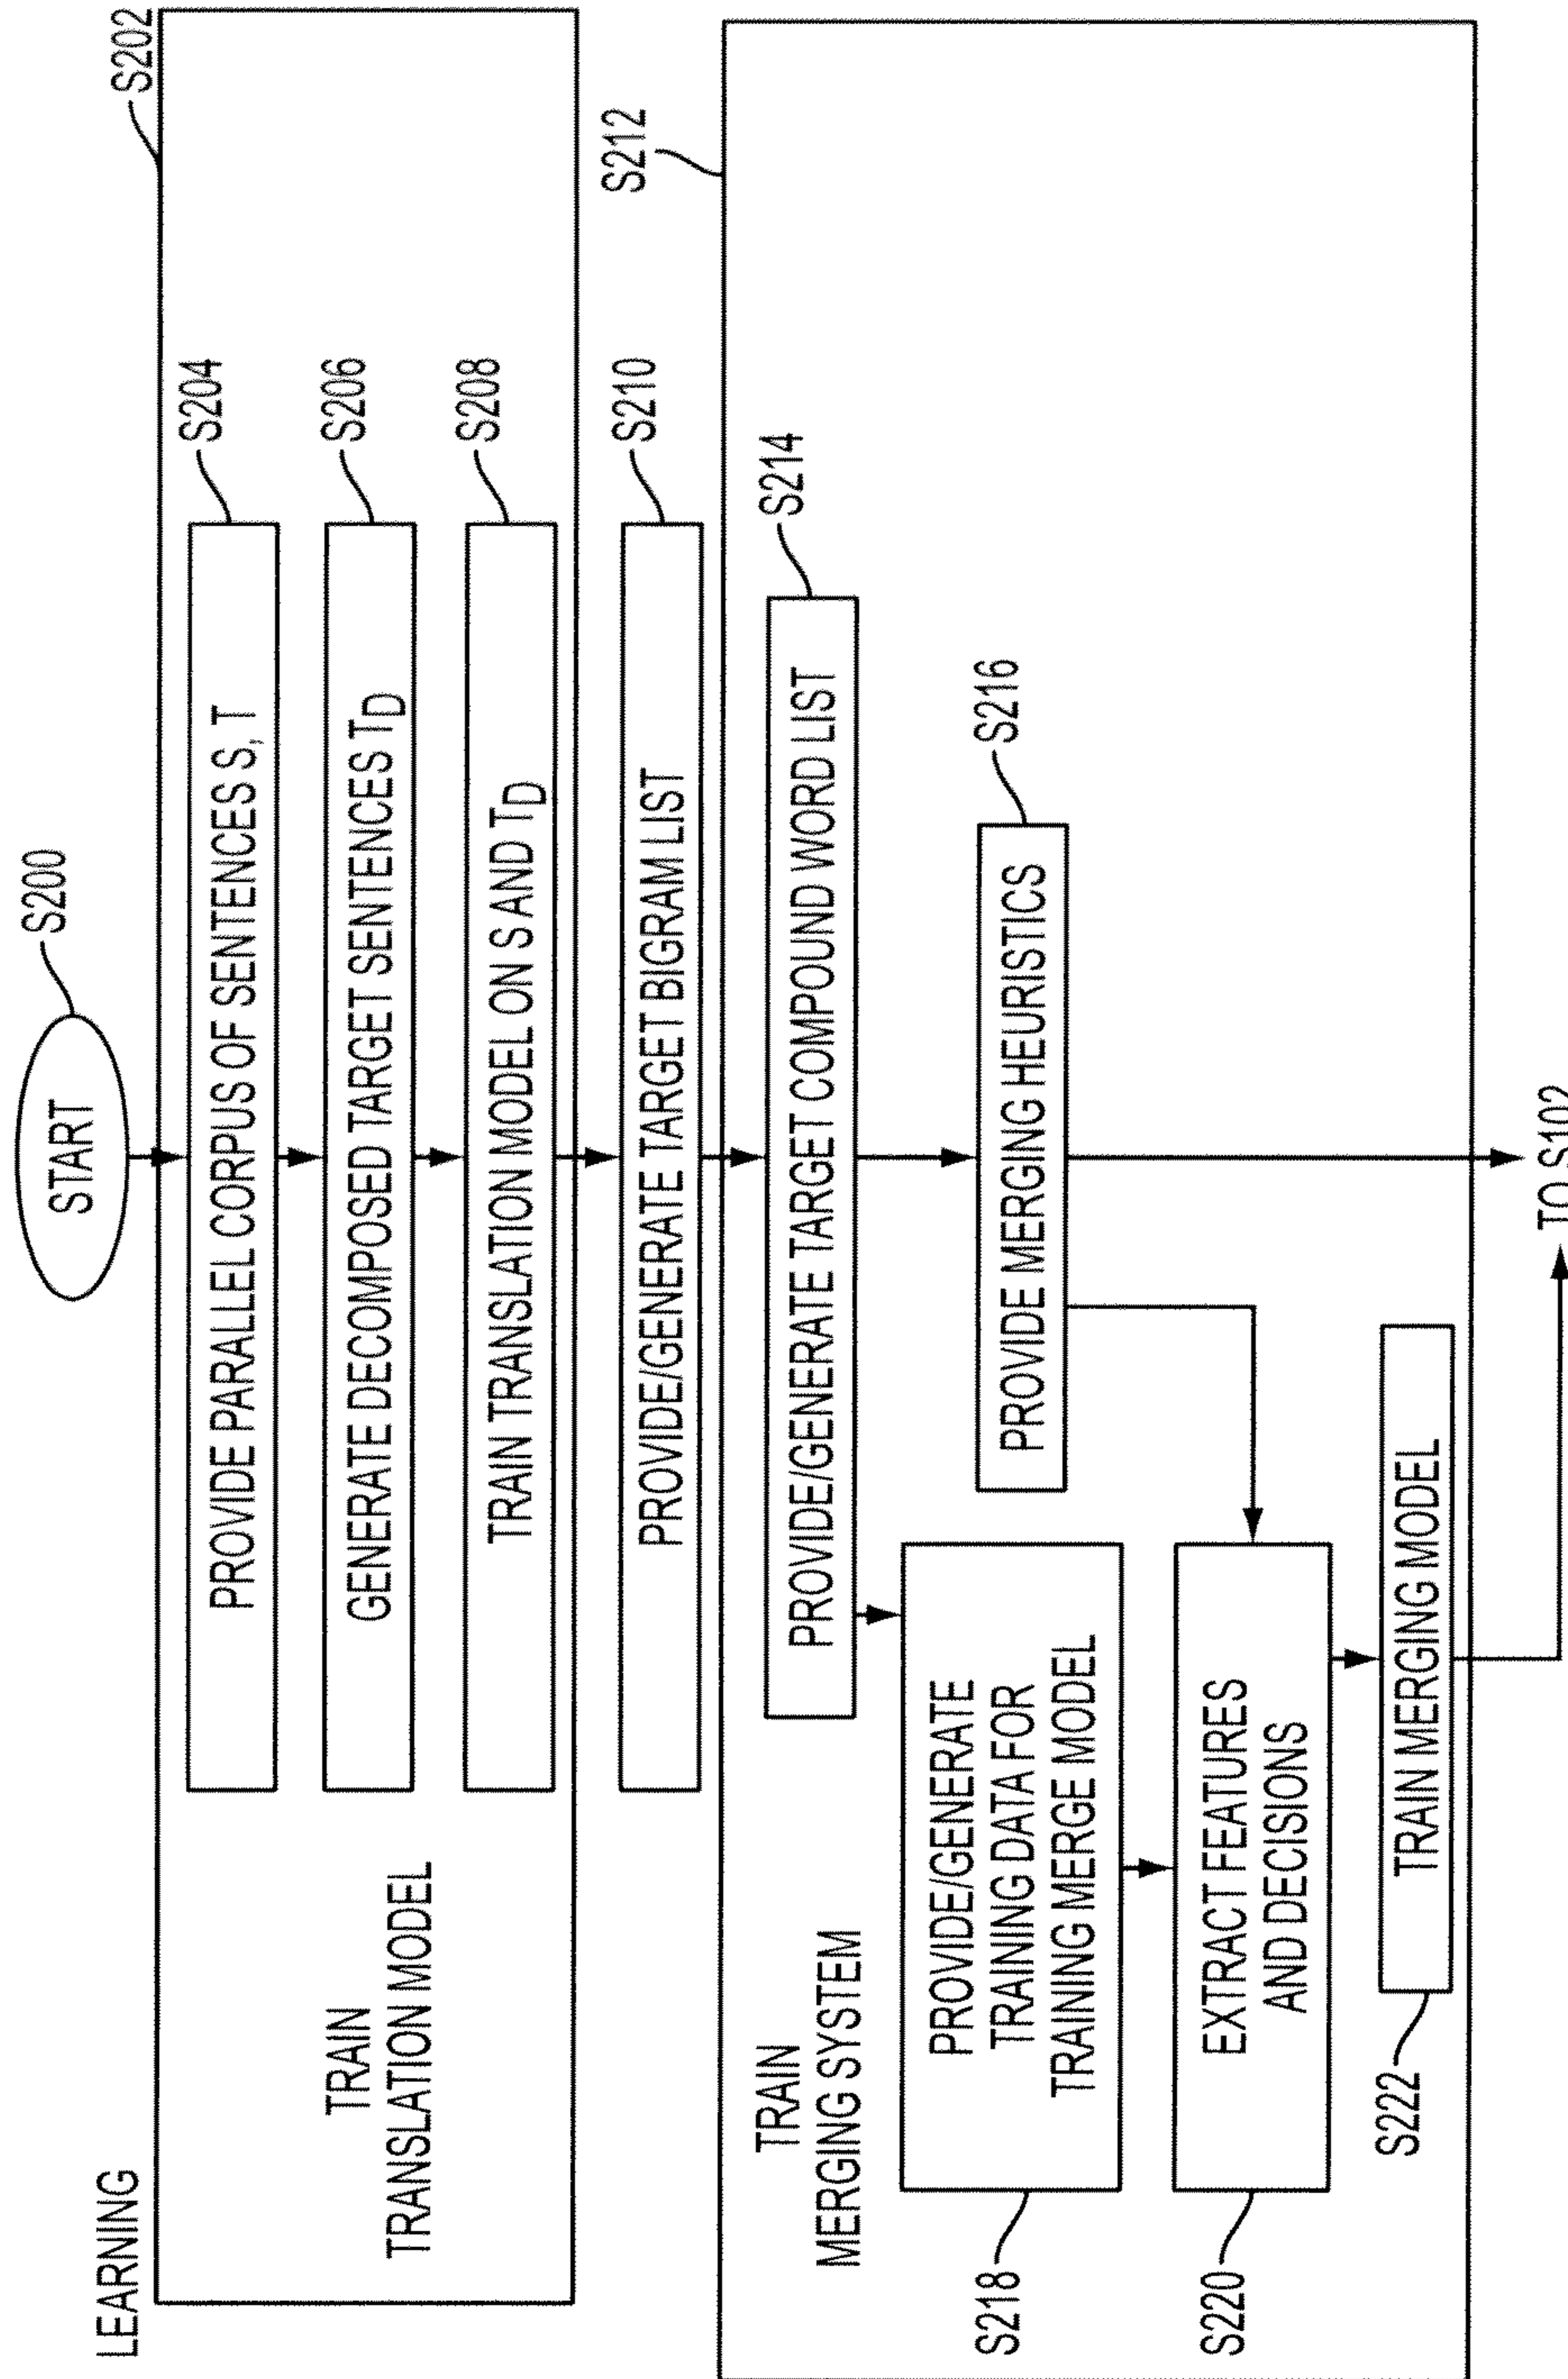 LEARNING
START
S200
S202
TRAIN
TRANSLATION MODEL
PROVIDE PARALLEL CORPUS OF SENTENCES S, T
S204
GENERATE DECOMPOSED TARGET SENTENCES TD
S206
TRAIN TRANSLATION MODEL ON S AND TD
S208
PROVIDE/GENERATE TARGET BIGRAM LIST
S210
S212
TRAIN
MERGING SYSTEM
PROVIDE/GENERATE TARGET COMPOUND WORD LIST
S214
PROVIDE MERGING HEURISTICS
S216
PROVIDE/GENERATE
TRAINING DATA FOR
TRAINING MERGE MODEL
S218
EXTRACT FEATURES
AND DECISIONS
S220
TRAIN MERGING MODEL
S222
TO S102